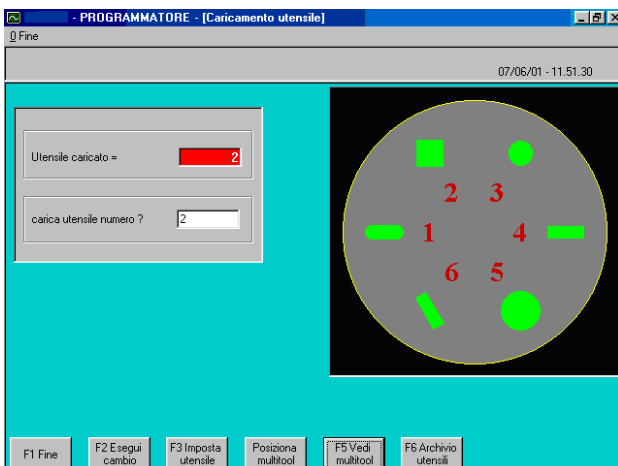 - PROGRAMMATORE - [Caricamento utensile]
0 Fine
07/06/01 - 11.51.30
Utensile caricato = 2
carica utensile numero ? 2
2 3
1 4
6 5
F1 Fine
F2 Esegui
cambio
F3 Imposta
utensile
Posiziona
multitool
F5 Vedi
multitool
F6 Archivio
utensili